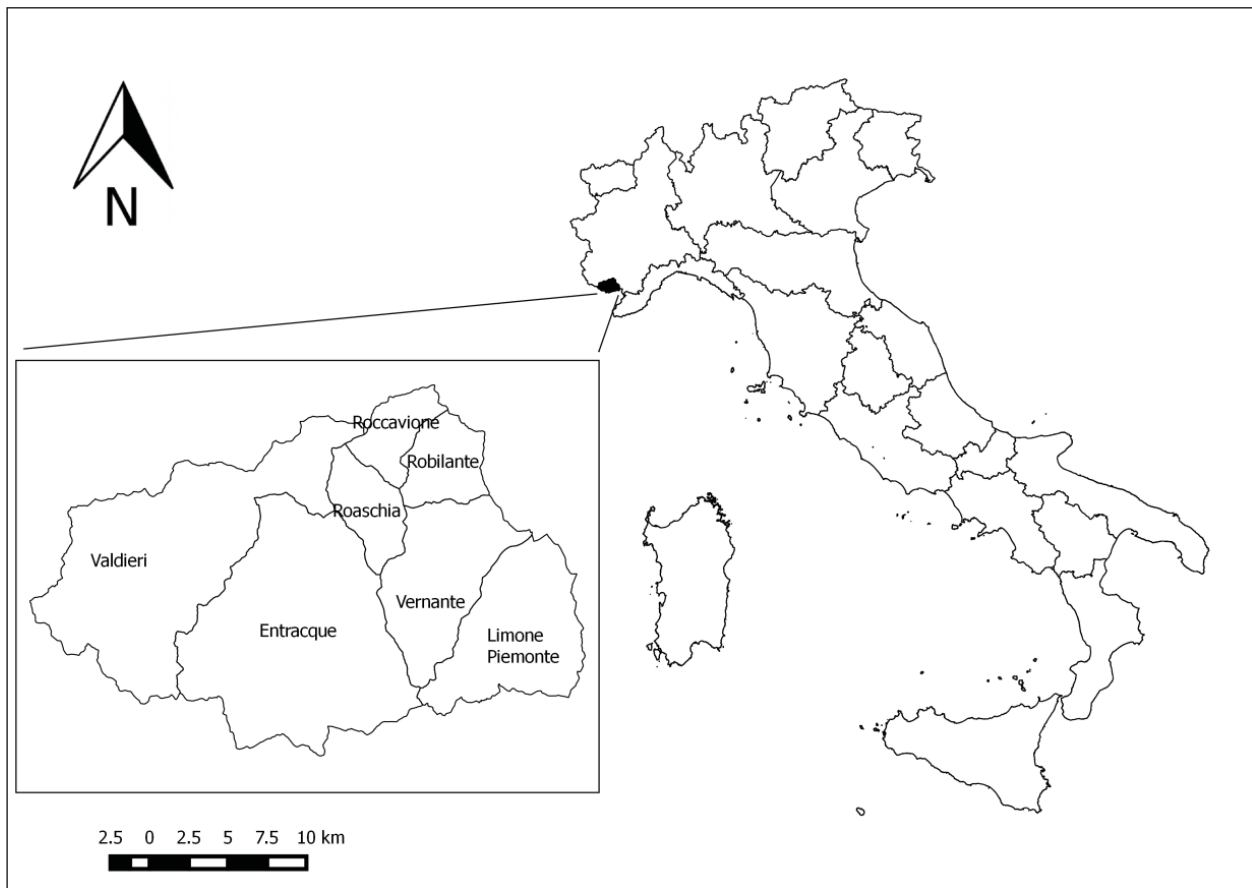 N
Roccavione
Robilante
Roaschia
Valdieri
Vernante
Entracque
Limone
Piemonte
2.5 0 2.5 5 7.5 10 km